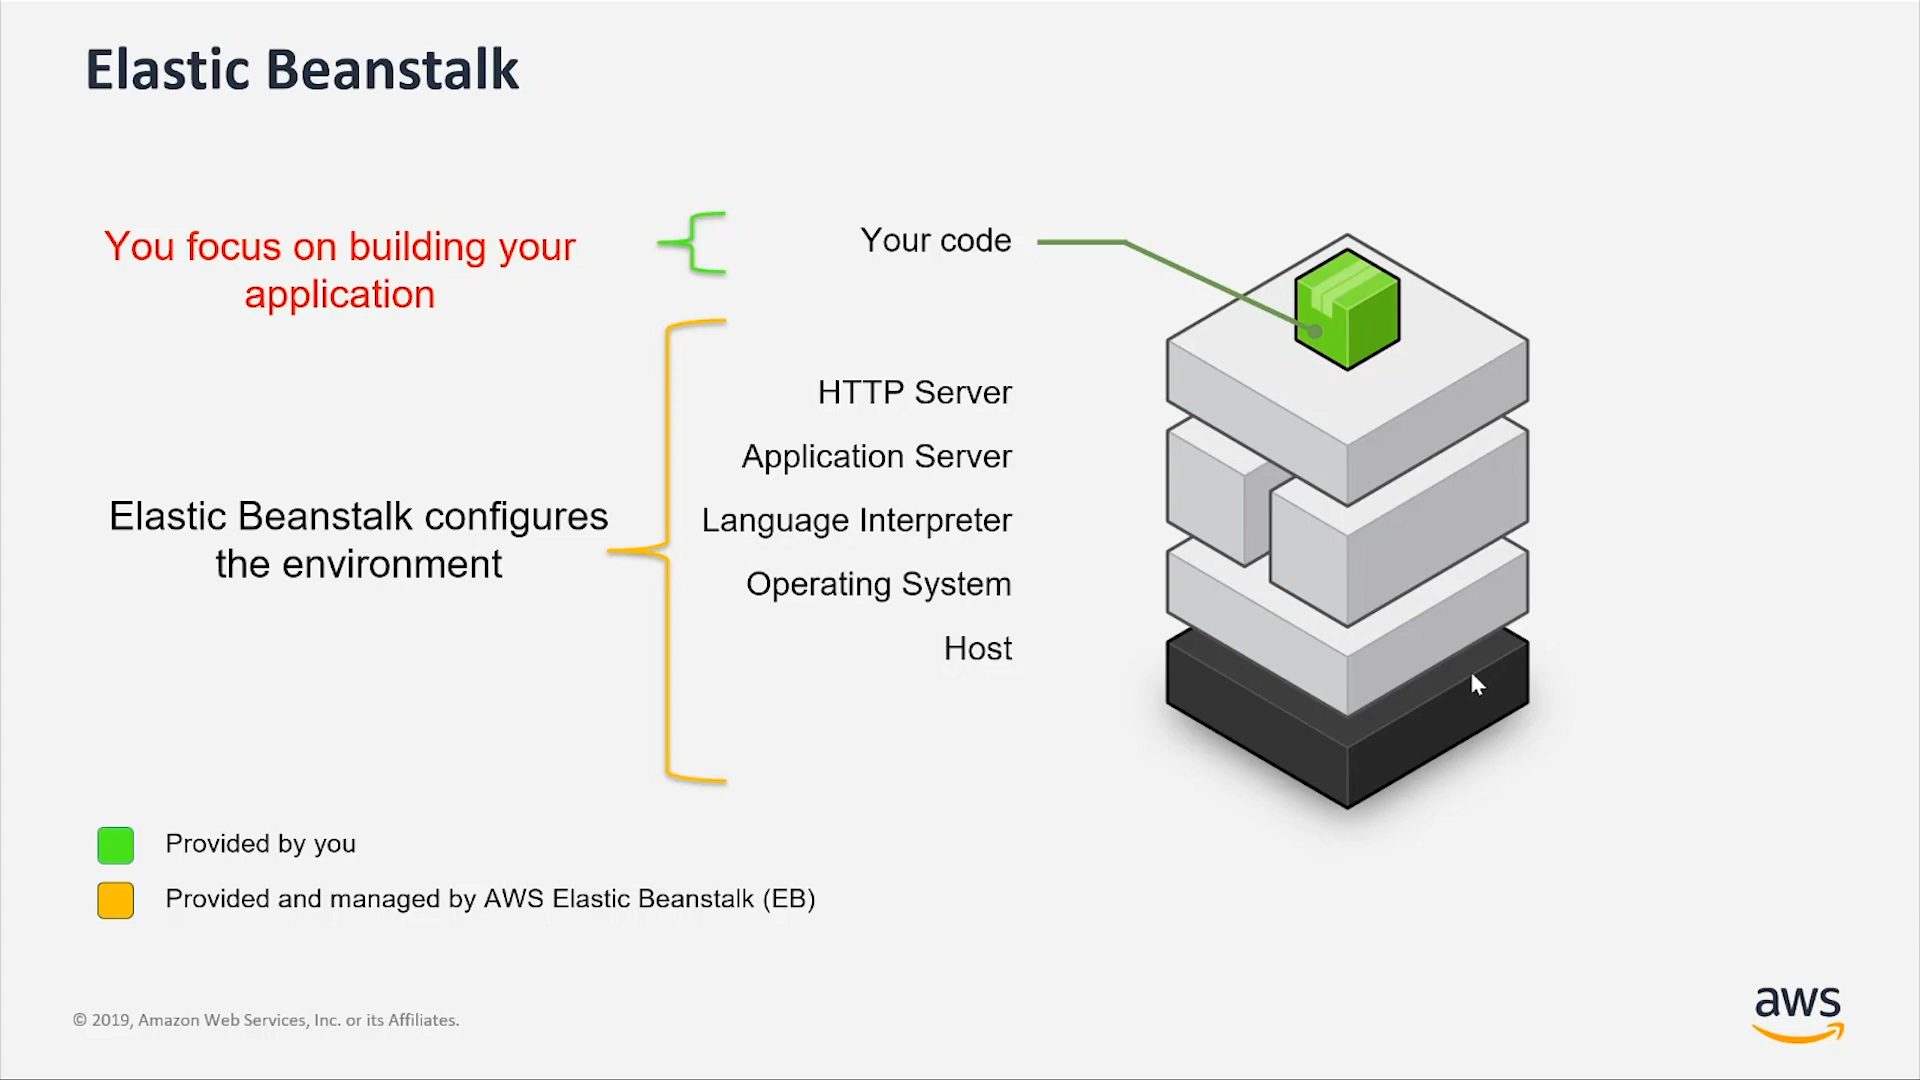 Elastic Beanstalk
You focus on building your
application
Your code
HTTP Server
Application Server
Language Interpreter
Operating System
Host
Elastic Beanstalk configures
the environment
Provided by you
Provided and managed by AWS Elastic Beanstalk (EB)
© 2019, Amazon Web Services, Inc. or its Affiliates.
aws